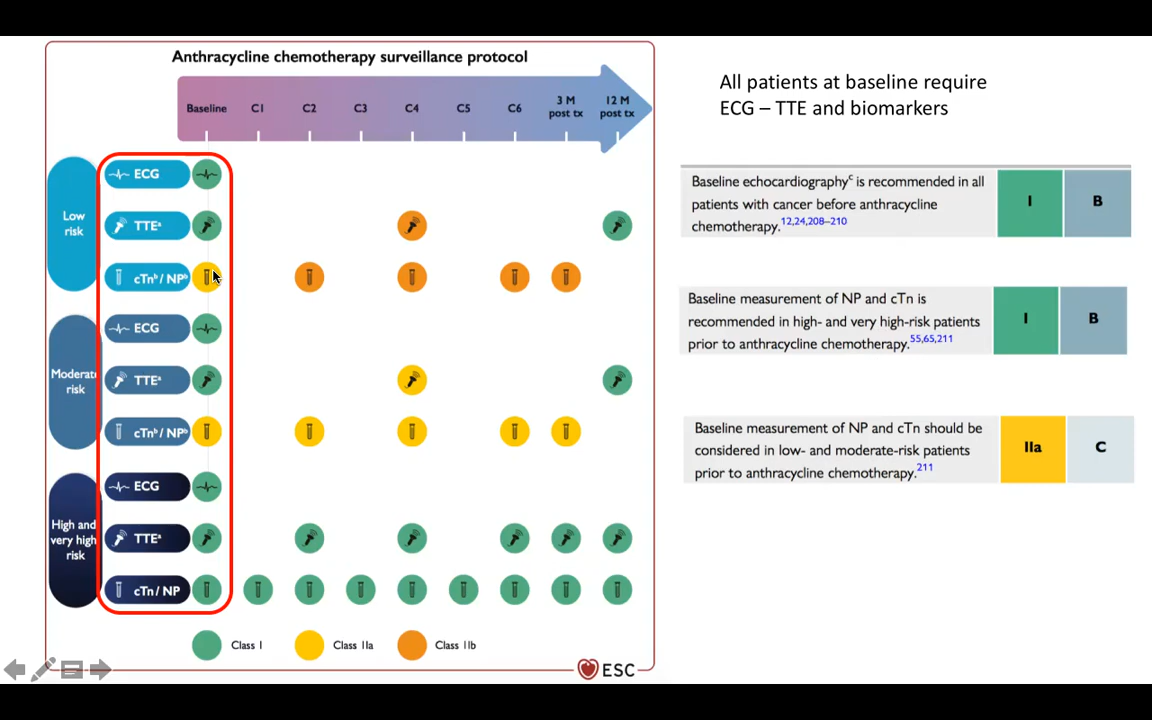 Anthracycline chemotherapy surveillance protocol
Baseline C1 C2 C3 C4 C5 C6 3 M post tx 12 M post tx
Low risk
ECG
TTEᵃ
cTnᵇ/ NPᵇ
Moderate risk
ECG
TTEᵃ
cTnᵇ/ NPᵇ
High and very high risk
ECG
TTEᵃ
cTn/ NP
Class I Class IIa Class IIb
ESC
All patients at baseline require
ECG – TTE and biomarkers
Baseline echocardiographyᶜ is recommended in all
patients with cancer before anthracycline
chemotherapy.12,24,208–210
I B
Baseline measurement of NP and cTn is
recommended in high- and very high-risk patients
prior to anthracycline chemotherapy.55,65,211
I B
Baseline measurement of NP and cTn should be
considered in low- and moderate-risk patients
prior to anthracycline chemotherapy.211
IIa C